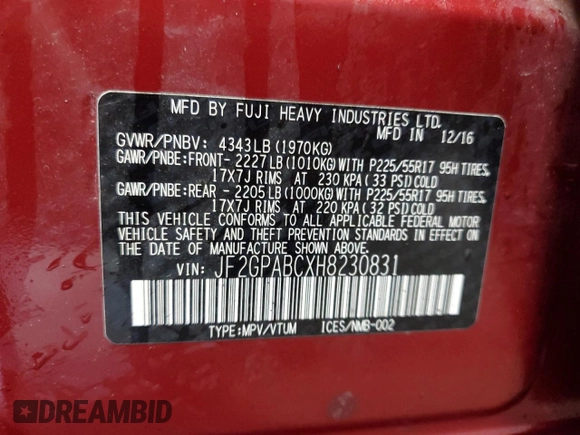 MFD BY FUJI HEAVY INDUSTRIES LTD.
MFD IN 12/16
GVWR/PNBV: 4343LB (1970KG)
GAWR/PNBE:FRONT- 2227LB (1010KG) WITH P225/55R17 95H TIRES,
17X7J RIMS AT 230 KPA (33 PSI) COLD
GAWR/PNBE:REAR - 2205LB (1000KG) WITH P225/55R17 95H TIRES,
17X7J RIMS AT 220 KPA (32 PSI) COLD
THIS VEHICLE CONFORMS TO ALL APPLICABLE FEDERAL MOTOR
VEHICLE SAFETY AND THEFT PREVENTION STANDARDS IN
EFFECT ON THE DATE OF MANUFACTURE SHOWN ABOVE.
VIN: JF2GPABCXH8230831
TYPE:MPV/VTUM ICES/NMB-002
DREAMBID